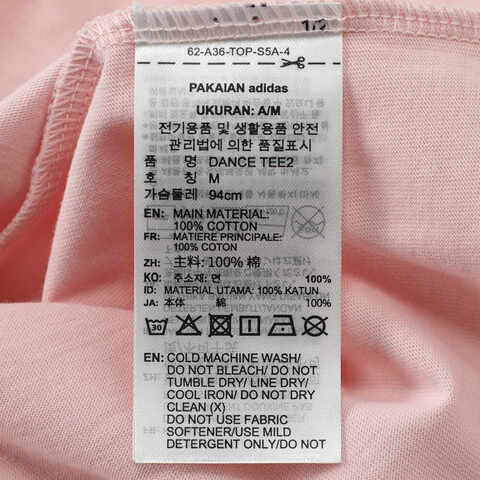 1/2
62-A36-TOP-S5A-4
PAKAIAN adidas
UKURAN: A/M
전기용품 및 생활용품 안전
관리법에 의한 품질표시
품 명 DANCE TEE2
호 칭 M
가슴둘레 94cm
EN: MAIN MATERIAL:
100% COTTON
FR: MATIERE PRINCIPALE:
100% COTON
ZH: 主料: 100% 棉
KO: 주소재: 면 100%
ID: MATERIAL UTAMA: 100% KATUN
JA: 本体 綿 100%
30
EN: COLD MACHINE WASH/
DO NOT BLEACH/ DO NOT
TUMBLE DRY/ LINE DRY/
COOL IRON/ DO NOT DRY
CLEAN (X)
DO NOT USE FABRIC
SOFTENER/USE MILD
DETERGENT ONLY/DO NOT